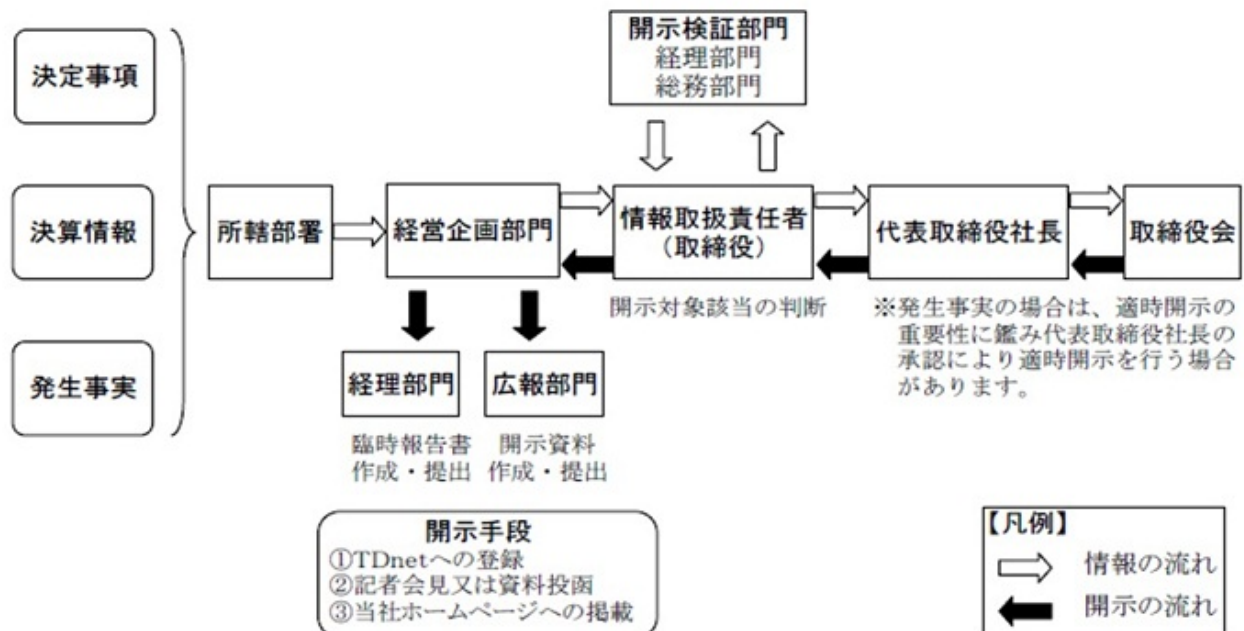 決定事項
決算情報
発生事実
所轄部署
経営企画部門
開示検証部門
経理部門
総務部門
情報取扱責任者
（取締役）
開示対象該当の判断
代表取締役社長
取締役会
※発生事実の場合は、適時開示の
重要性に鑑み代表取締役社長の
承認により適時開示を行う場合
があります。
経理部門
臨時報告書
作成・提出
広報部門
開示資料
作成・提出
開示手段
①TDnetへの登録
②記者会見又は資料投函
③当社ホームページへの掲載
【凡例】
情報の流れ
開示の流れ